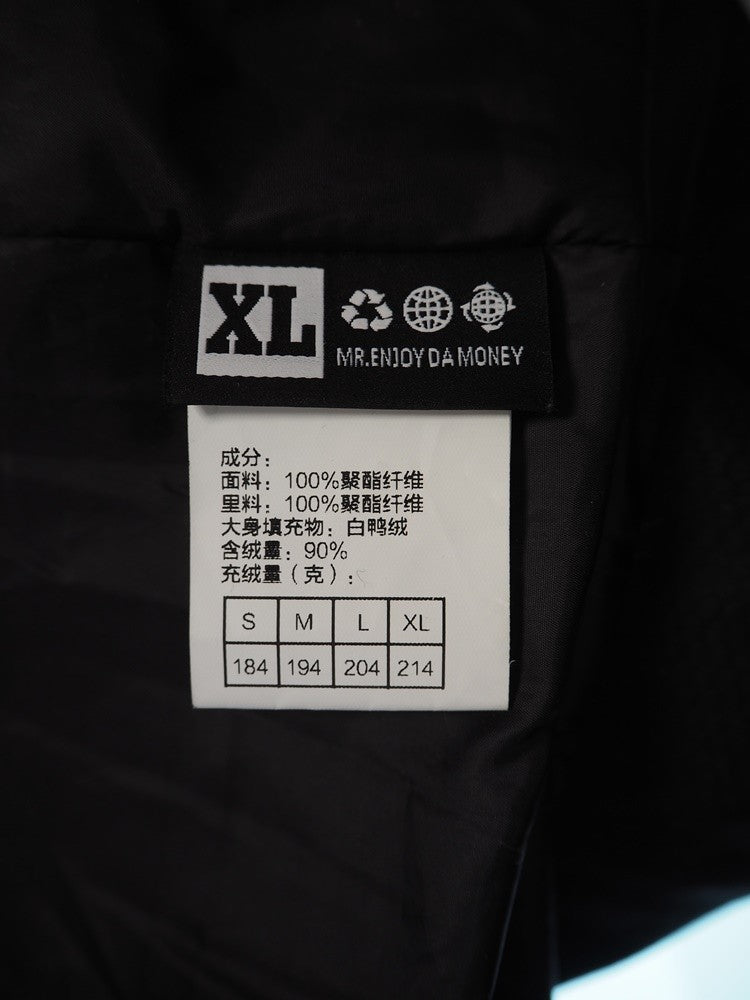 XL
MR.ENJOY DA MONEY
成分：
面料：100%聚酯纤维
里料：100%聚酯纤维
大身填充物：白鸭绒
含绒量：90%
充绒量（克）：
S M L XL
184 194 204 214